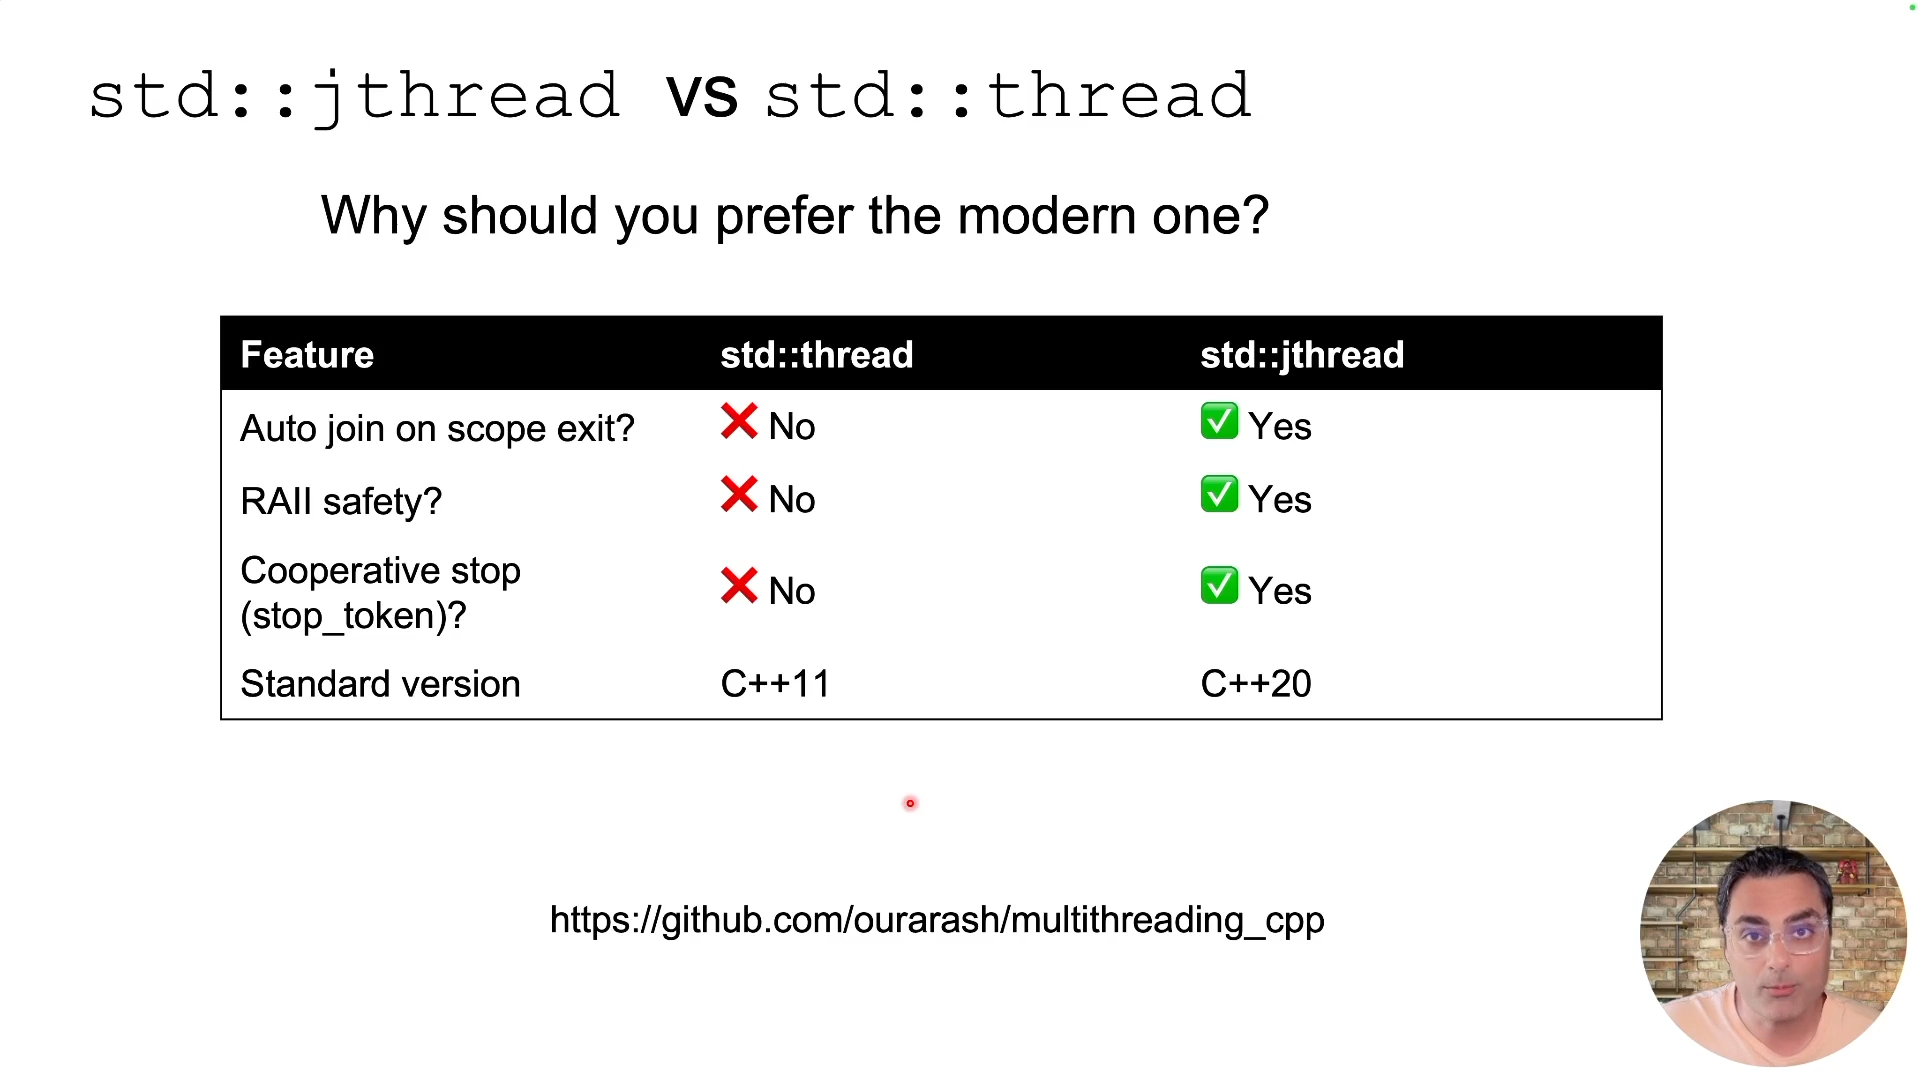 std::jthread vs std::thread
Why should you prefer the modern one?
Feature std::thread std::jthread
Auto join on scope exit? ❌ No ✅ Yes
RAII safety? ❌ No ✅ Yes
Cooperative stop
(stop_token)? ❌ No ✅ Yes
Standard version C++11 C++20
https://github.com/ourarash/multithreading_cpp